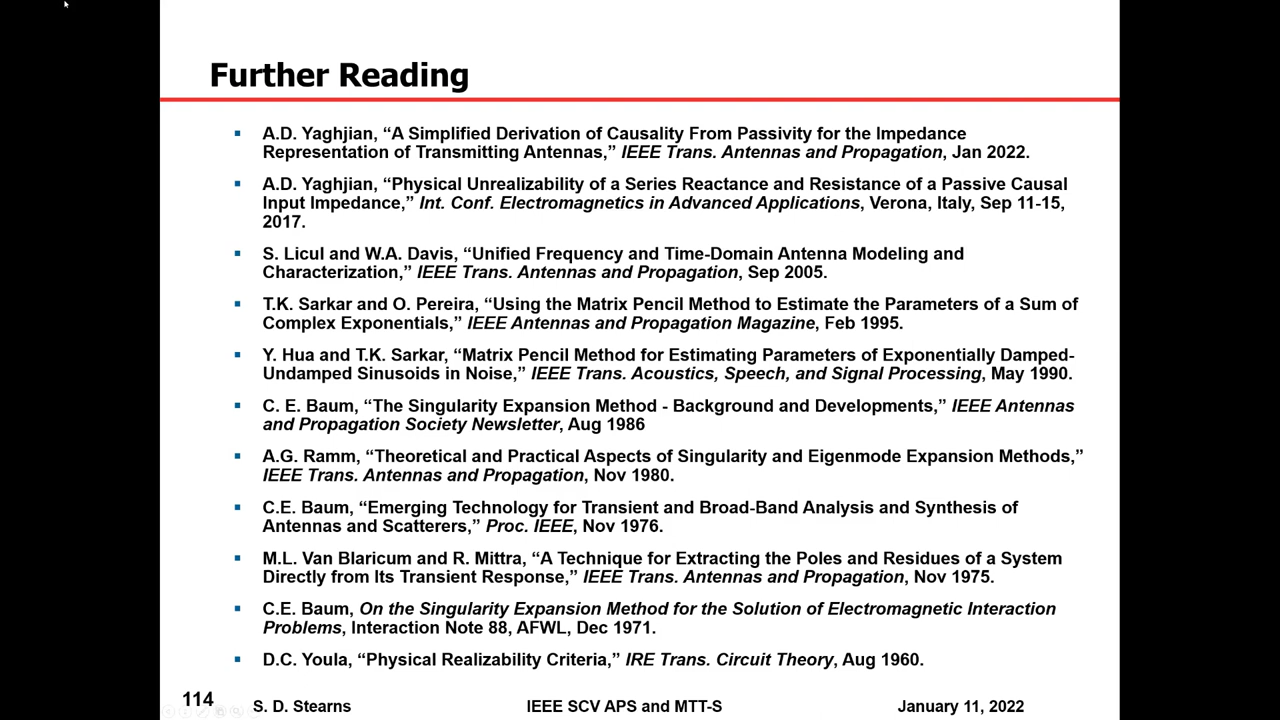 Further Reading
▪ A.D. Yaghjian, “A Simplified Derivation of Causality From Passivity for the Impedance
Representation of Transmitting Antennas,” IEEE Trans. Antennas and Propagation, Jan 2022.
▪ A.D. Yaghjian, “Physical Unrealizability of a Series Reactance and Resistance of a Passive Causal
Input Impedance,” Int. Conf. Electromagnetics in Advanced Applications, Verona, Italy, Sep 11-15,
2017.
▪ S. Licul and W.A. Davis, “Unified Frequency and Time-Domain Antenna Modeling and
Characterization,” IEEE Trans. Antennas and Propagation, Sep 2005.
▪ T.K. Sarkar and O. Pereira, “Using the Matrix Pencil Method to Estimate the Parameters of a Sum of
Complex Exponentials,” IEEE Antennas and Propagation Magazine, Feb 1995.
▪ Y. Hua and T.K. Sarkar, “Matrix Pencil Method for Estimating Parameters of Exponentially Damped-
Undamped Sinusoids in Noise,” IEEE Trans. Acoustics, Speech, and Signal Processing, May 1990.
▪ C. E. Baum, “The Singularity Expansion Method - Background and Developments,” IEEE Antennas
and Propagation Society Newsletter, Aug 1986
▪ A.G. Ramm, “Theoretical and Practical Aspects of Singularity and Eigenmode Expansion Methods,”
IEEE Trans. Antennas and Propagation, Nov 1980.
▪ C.E. Baum, “Emerging Technology for Transient and Broad-Band Analysis and Synthesis of
Antennas and Scatterers,” Proc. IEEE, Nov 1976.
▪ M.L. Van Blaricum and R. Mittra, “A Technique for Extracting the Poles and Residues of a System
Directly from Its Transient Response,” IEEE Trans. Antennas and Propagation, Nov 1975.
▪ C.E. Baum, On the Singularity Expansion Method for the Solution of Electromagnetic Interaction
Problems, Interaction Note 88, AFWL, Dec 1971.
▪ D.C. Youla, “Physical Realizability Criteria,” IRE Trans. Circuit Theory, Aug 1960.
114 S. D. Stearns IEEE SCV APS and MTT-S January 11, 2022